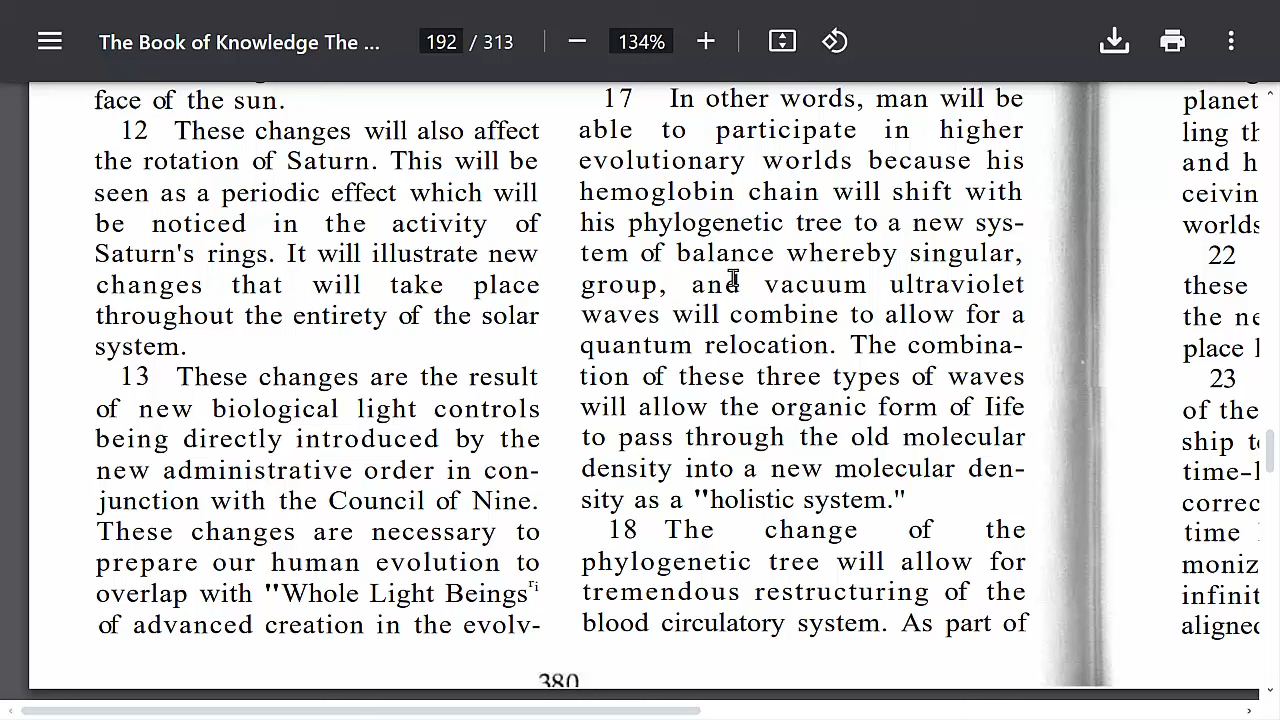 The Book of Knowledge The ...
192 / 313
134%
face of the sun.
12 These changes will also affect
the rotation of Saturn. This will be
seen as a periodic effect which will
be noticed in the activity of
Saturn's rings. It will illustrate new
changes that will take place
throughout the entirety of the solar
system.
13 These changes are the result
of new biological light controls
being directly introduced by the
new administrative order in con-
junction with the Council of Nine.
These changes are necessary to
prepare our human evolution to
overlap with "Whole Light Beings"
of advanced creation in the evolv-
17 In other words, man will be
able to participate in higher
evolutionary worlds because his
hemoglobin chain will shift with
his phylogenetic tree to a new sys-
tem of balance whereby singular,
group, and vacuum ultraviolet
waves will combine to allow for a
quantum relocation. The combina-
tion of these three types of waves
will allow the organic form of life
to pass through the old molecular
density into a new molecular den-
sity as a "holistic system."
18 The change of the
phylogenetic tree will allow for
tremendous restructuring of the
blood circulatory system. As part of
380
planet
ling th
and h
ceivin
worlds
22
these
the ne
place
23
of the
ship to
time-
correc
time
moniz
infinit
aligned